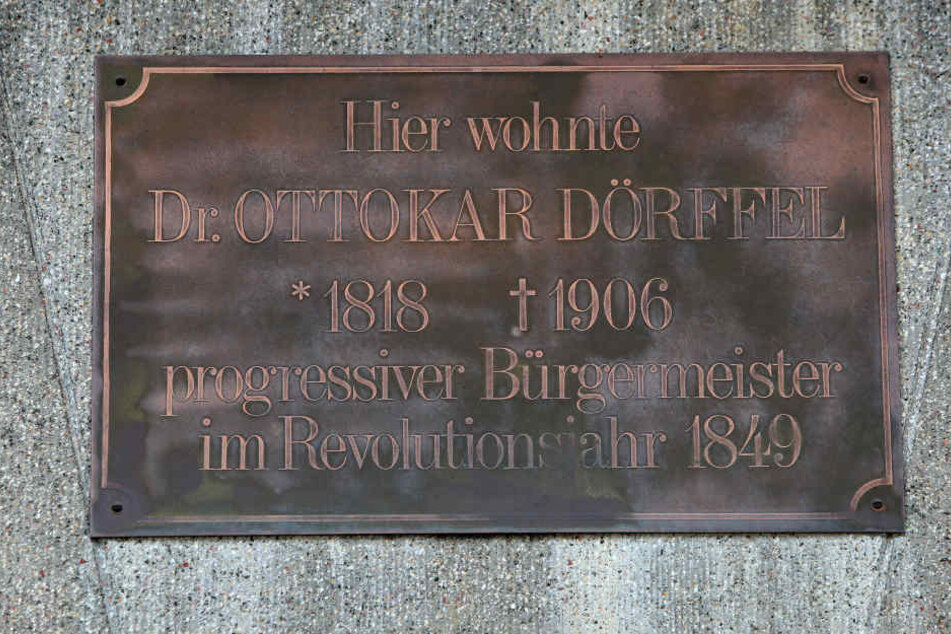 Hier wohnte
Dr. OTTOKAR DÖRFFEL
* 1818 † 1906
progressiver Bürgermeister
im Revolutionsjahr 1849